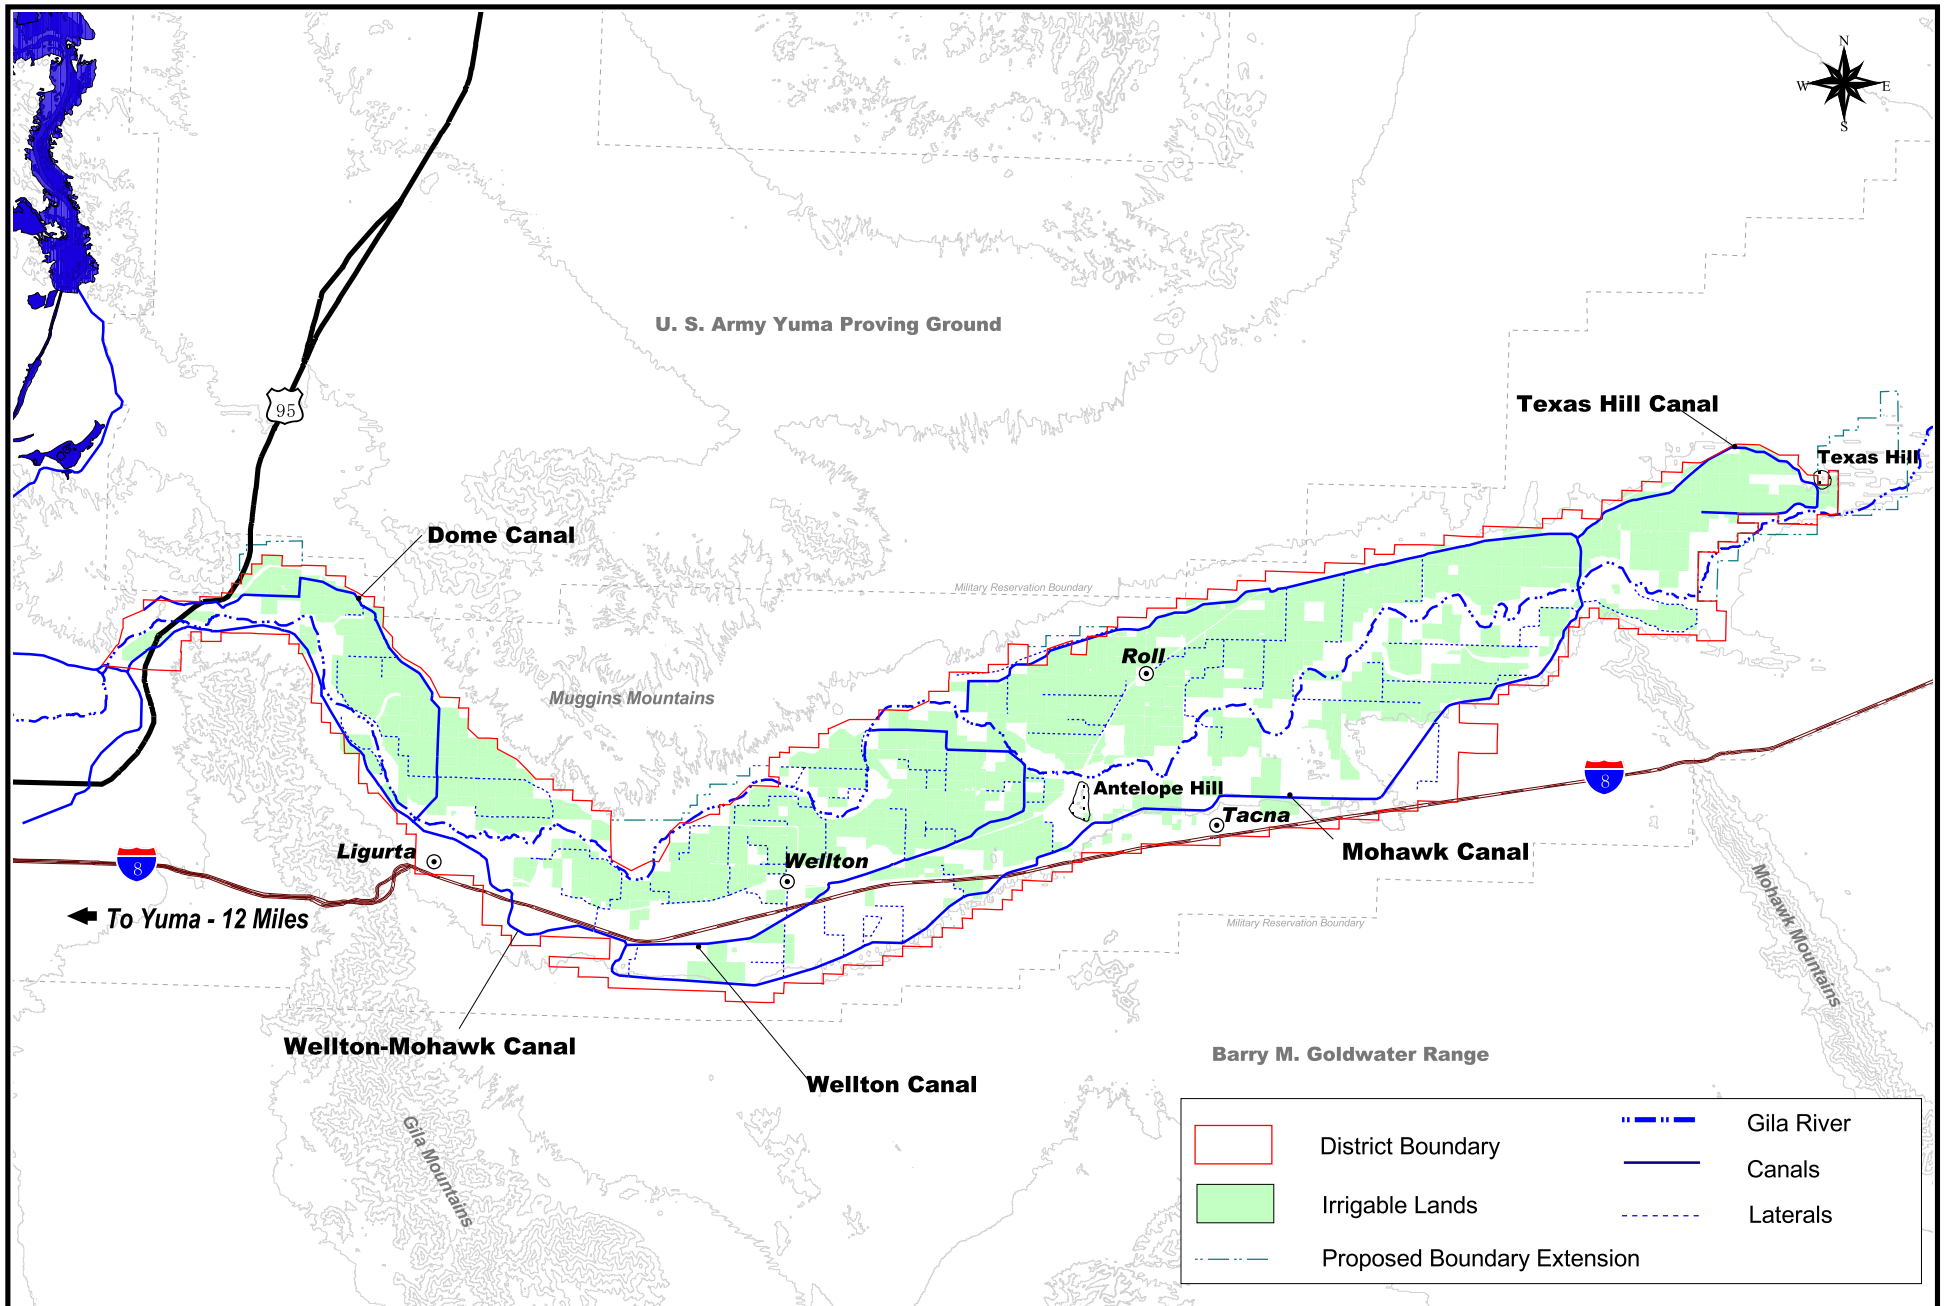 N
W E
S
U. S. Army Yuma Proving Ground
95
Texas Hill Canal
Texas Hill
Dome Canal
Military Reservation Boundary
Roll
Muggins Mountains
8
Antelope Hill
Tacna
Mohawk Canal
Ligurta
Wellton
8
To Yuma - 12 Miles
Military Reservation Boundary
Mohawk Mountains
Wellton-Mohawk Canal
Barry M. Goldwater Range
Wellton Canal
Gila Mountains
District Boundary
Irrigable Lands
Proposed Boundary Extension
Gila River
Canals
Laterals